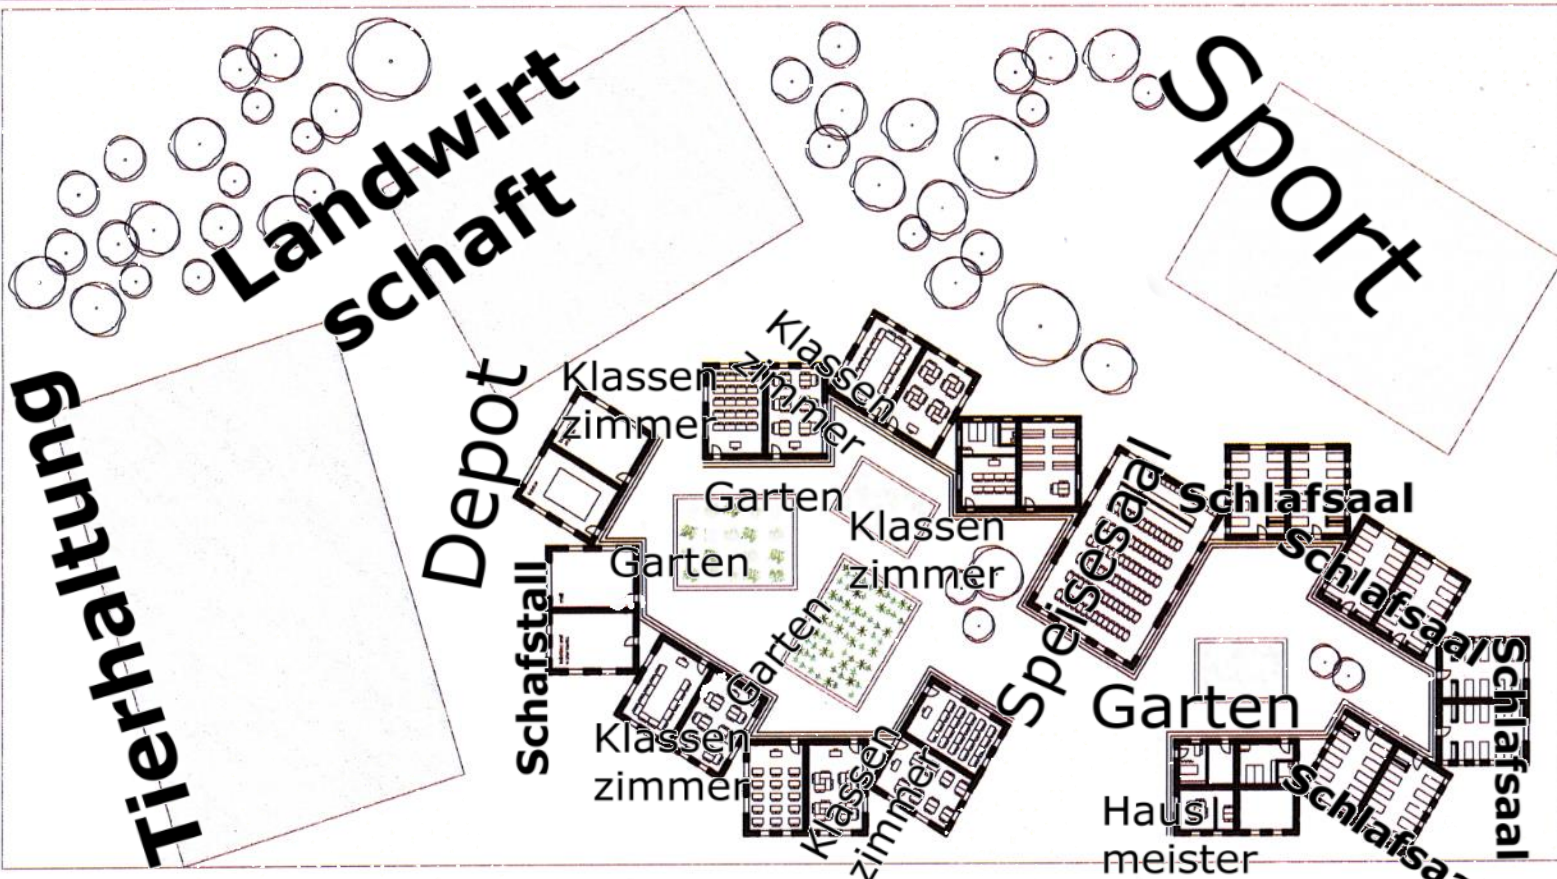 Landwirt
schaft
Sport
Tierhaltung
Depot
Klassen
zimmer
Klassen
zimmer
Garten
Klassen
zimmer
Garten
Garten
Schafstall
Klassen
zimmer
Klassen
zimmer
Speisesaal
Schlafsaal
Schlafsaal
Schlafsaal
Schlafsaa
Garten
Haus
meister